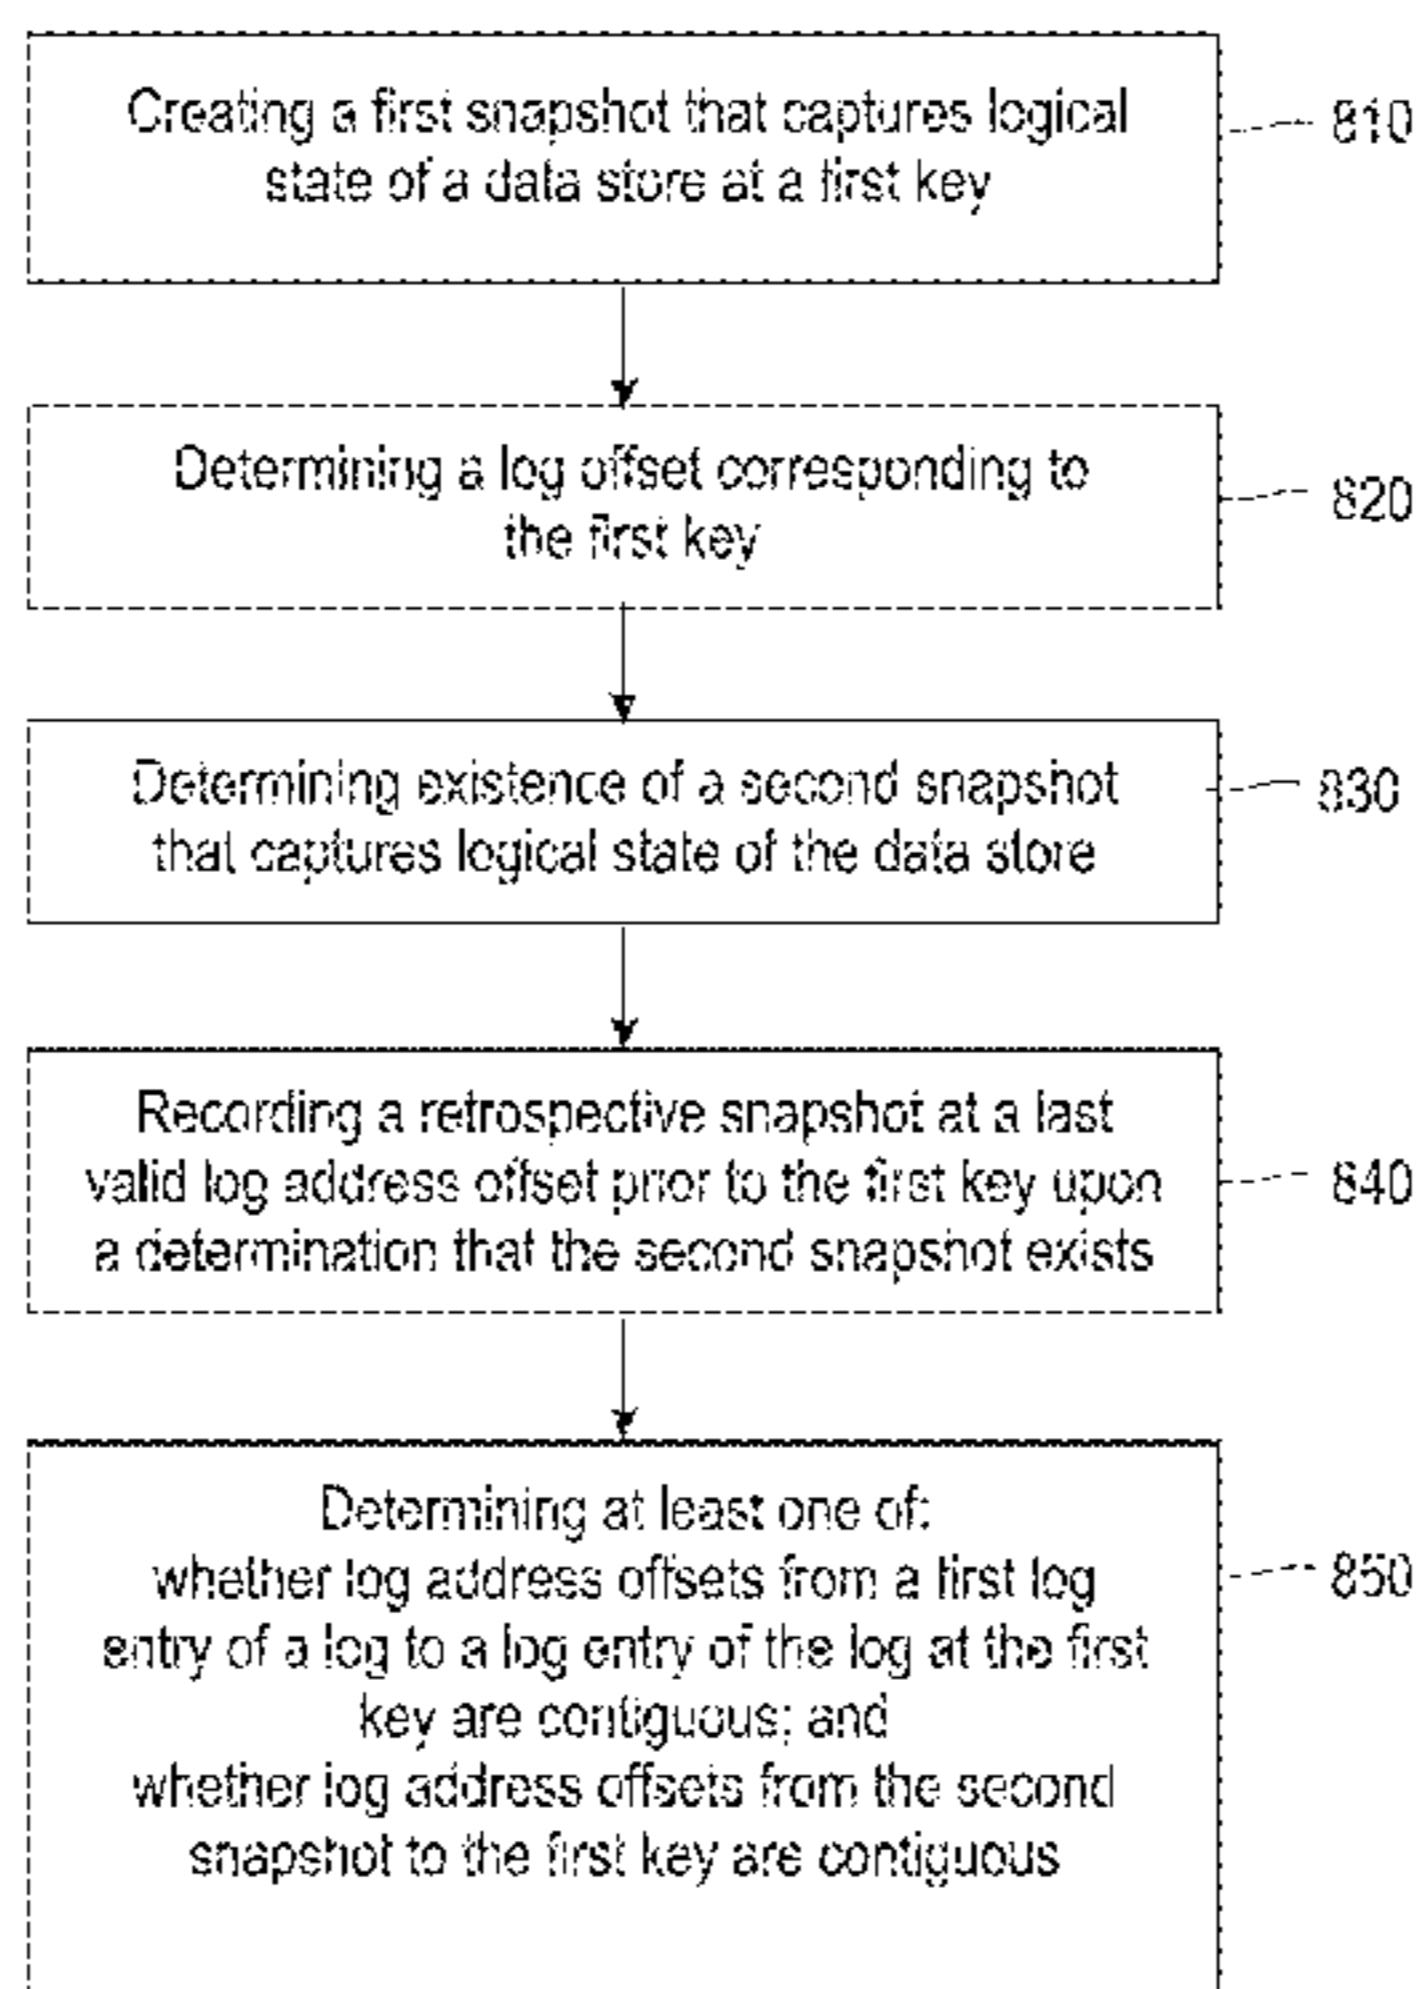 Creating a first snapshot that captures logical
state of a data store at a first key
810
Determining a log offset corresponding to
the first key
820
Determining existence of a second snapshot
that captures logical state of the data store
830
Recording a retrospective snapshot at a last
valid log address offset prior to the first key upon
a determination that the second snapshot exists
840
Determining at least one of:
whether log address offsets from a first log
entry of a log to a log entry of the log at the first
key are contiguous; and
whether log address offsets from the second
snapshot to the first key are contiguous
850